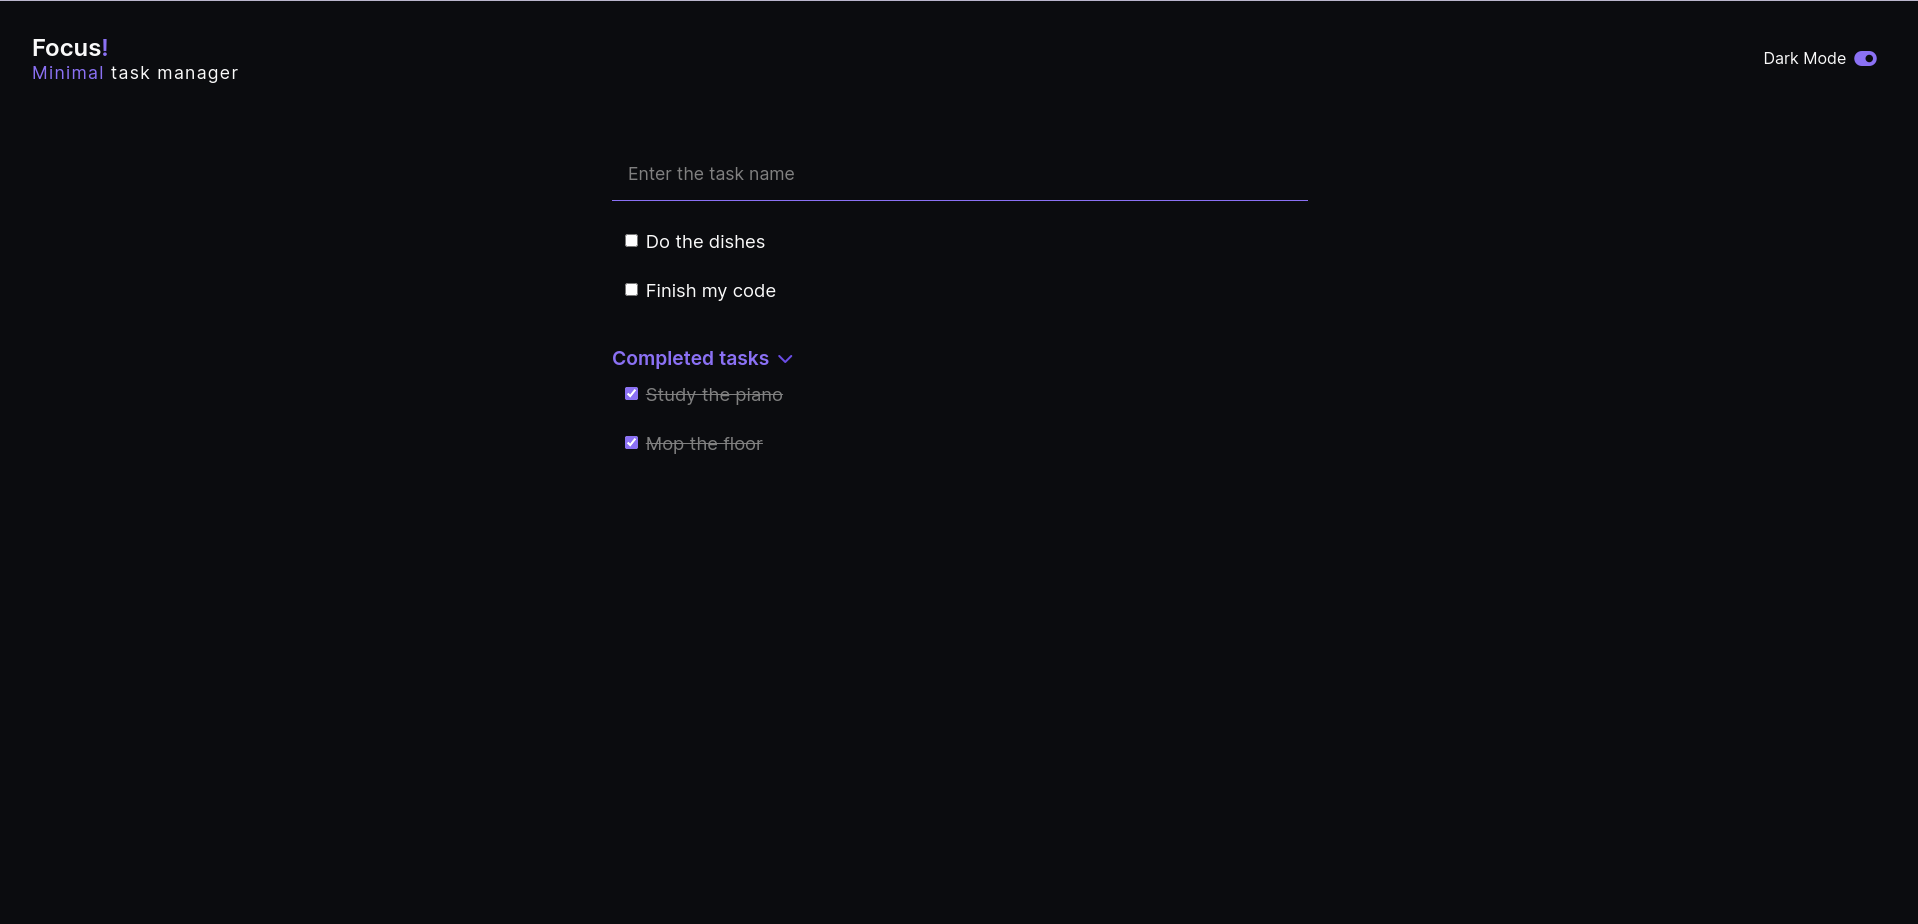 Focus!
Minimal task manager
Dark Mode
Enter the task name
Do the dishes
Finish my code
Completed tasks
Study the piano
Mop the floor